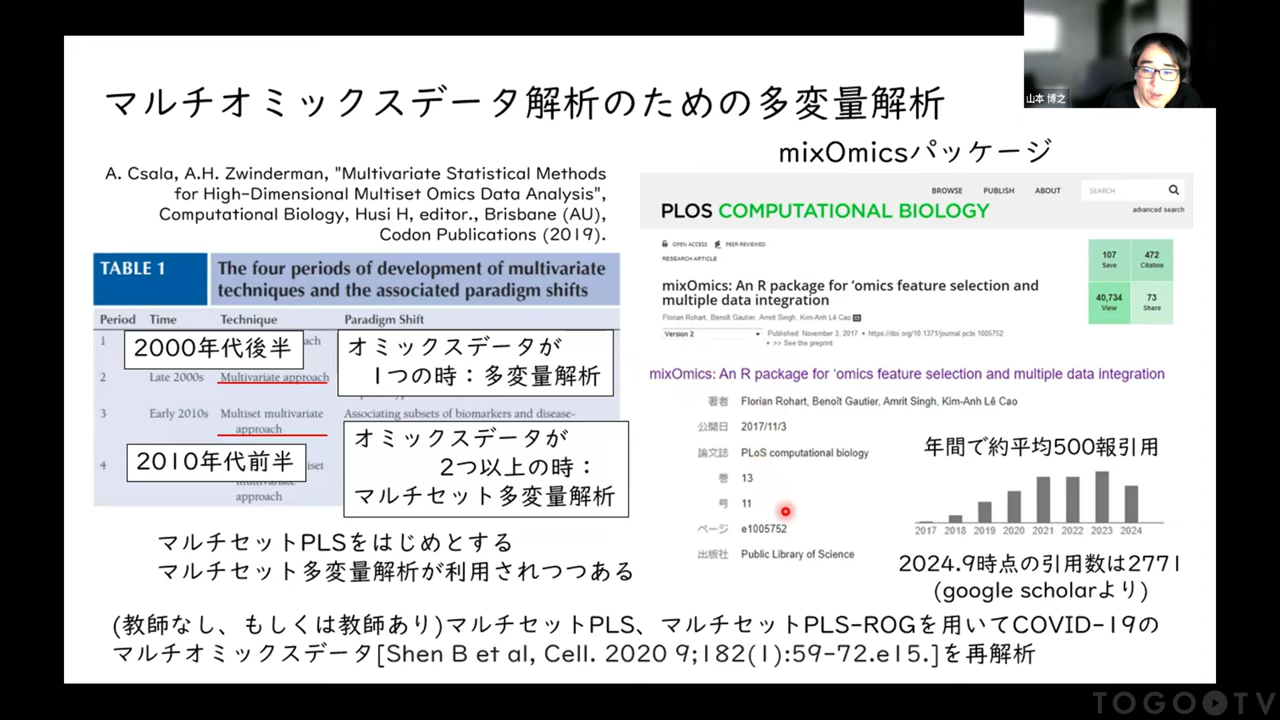 山本 博之
マルチオミックスデータ解析のための多変量解析
A. Csala, A.H. Zwinderman, "Multivariate Statistical Methods
for High-Dimensional Multiset Omics Data Analysis",
Computational Biology, Husi H, editor., Brisbane (AU),
Codon Publications (2019).
TABLE 1
The four periods of development of multivariate
techniques and the associated paradigm shifts
Period Time Technique Paradigm Shift
1
2000年代後半
オミックスデータが
1つの時：多変量解析
2 Late 2000s Multivariate approach
3 Early 2010s Multiset multivariate Associating subsets of biomarkers and disease-
approach
4
2010年代前半
approach
オミックスデータが
2つ以上の時：
マルチセット多変量解析
マルチセットPLSをはじめとする
マルチセット多変量解析が利用されつつある
mixOmicsパッケージ
BROWSE PUBLISH ABOUT SEARCH
PLOS COMPUTATIONAL BIOLOGY
advanced search
OPEN ACCESS PEER-REVIEWED
RESEARCH ARTICLE
107 Save
472 Citation
40,734 View
73 Share
mixOmics: An R package for ‘omics feature selection and
multiple data integration
Florian Rohart, Benoît Gautier, Amrit Singh, Kim-Anh Lê Cao
Version 2 Published: November 3, 2017 • https://doi.org/10.1371/journal.pcbi.1005752
• >> See the preprint
mixOmics: An R package for ‘omics feature selection and multiple data integration
著者 Florian Rohart, Benoît Gautier, Amrit Singh, Kim-Anh Lê Cao
公開日 2017/11/3
論文誌 PLoS computational biology
巻 13
号 11
ページ e1005752
出版社 Public Library of Science
年間で約平均500報引用
2017 2018 2019 2020 2021 2022 2023 2024
2024.9時点の引用数は2771
(google scholarより)
(教師なし、もしくは教師あり)マルチセットPLS、マルチセットPLS-ROGを用いてCOVID-19の
マルチオミックスデータ[Shen B et al, Cell. 2020 9;182(1):59-72.e15.]を再解析
TOGO TV